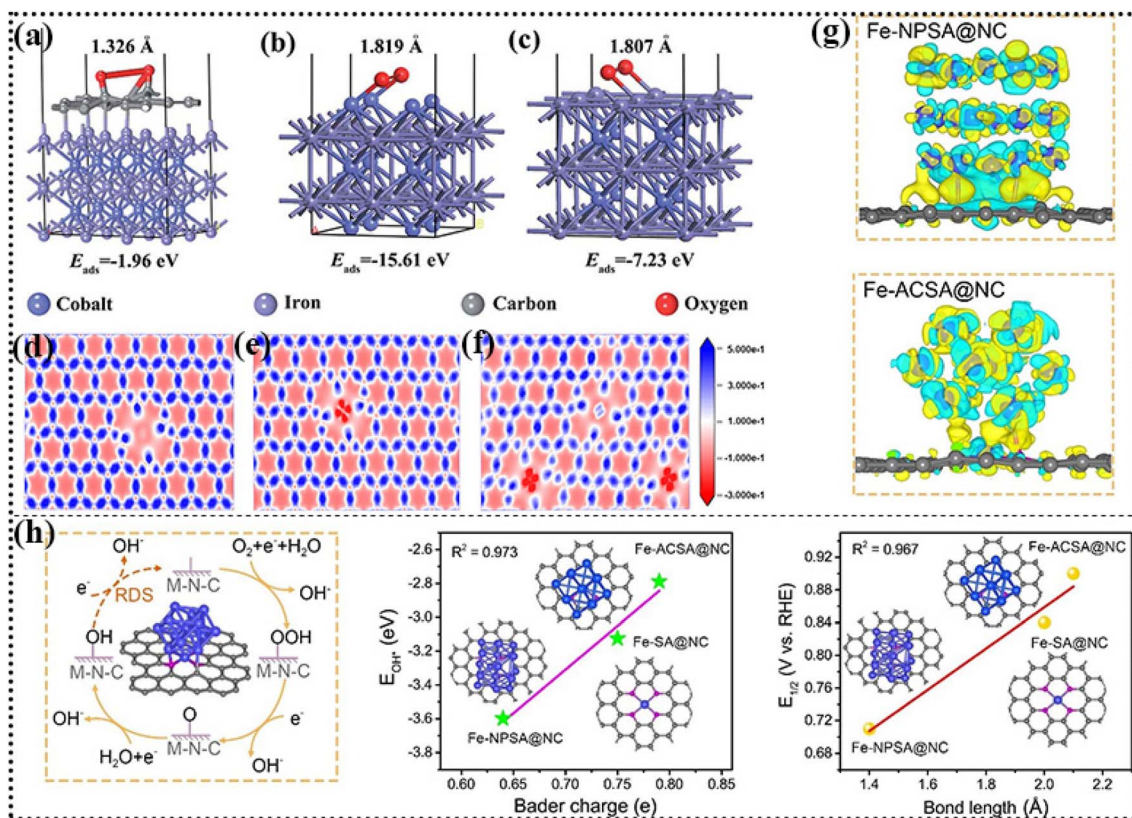 (a)
1.326 Å
E_ads=-1.96 eV
(b)
1.819 Å
E_ads=-15.61 eV
(c)
1.807 Å
E_ads=-7.23 eV
Cobalt
Iron
Carbon
Oxygen
(d)
(e)
(f)
5.000e-1
3.000e-1
1.000e-1
-1.000e-1
-3.000e-1
(g)
Fe-NPSA@NC
Fe-ACSA@NC
(h)
OH⁻
O₂+e⁻+H₂O
e⁻
RDS
M-N-C
OH⁻
OH
M-N-C
OOH
M-N-C
OH⁻
O
M-N-C
e⁻
H₂O+e⁻
OH⁻
R² = 0.973
Fe-ACSA@NC
Fe-SA@NC
Fe-NPSA@NC
E_OH* (eV)
-2.6
-2.8
-3.0
-3.2
-3.4
-3.6
-3.8
0.60 0.65 0.70 0.75 0.80 0.85
Bader charge (e)
R² = 0.967
Fe-ACSA@NC
Fe-SA@NC
Fe-NPSA@NC
E_1/2 (V vs. RHE)
0.92
0.88
0.84
0.80
0.76
0.72
0.68
1.4 1.6 1.8 2.0 2.2
Bond length (Å)